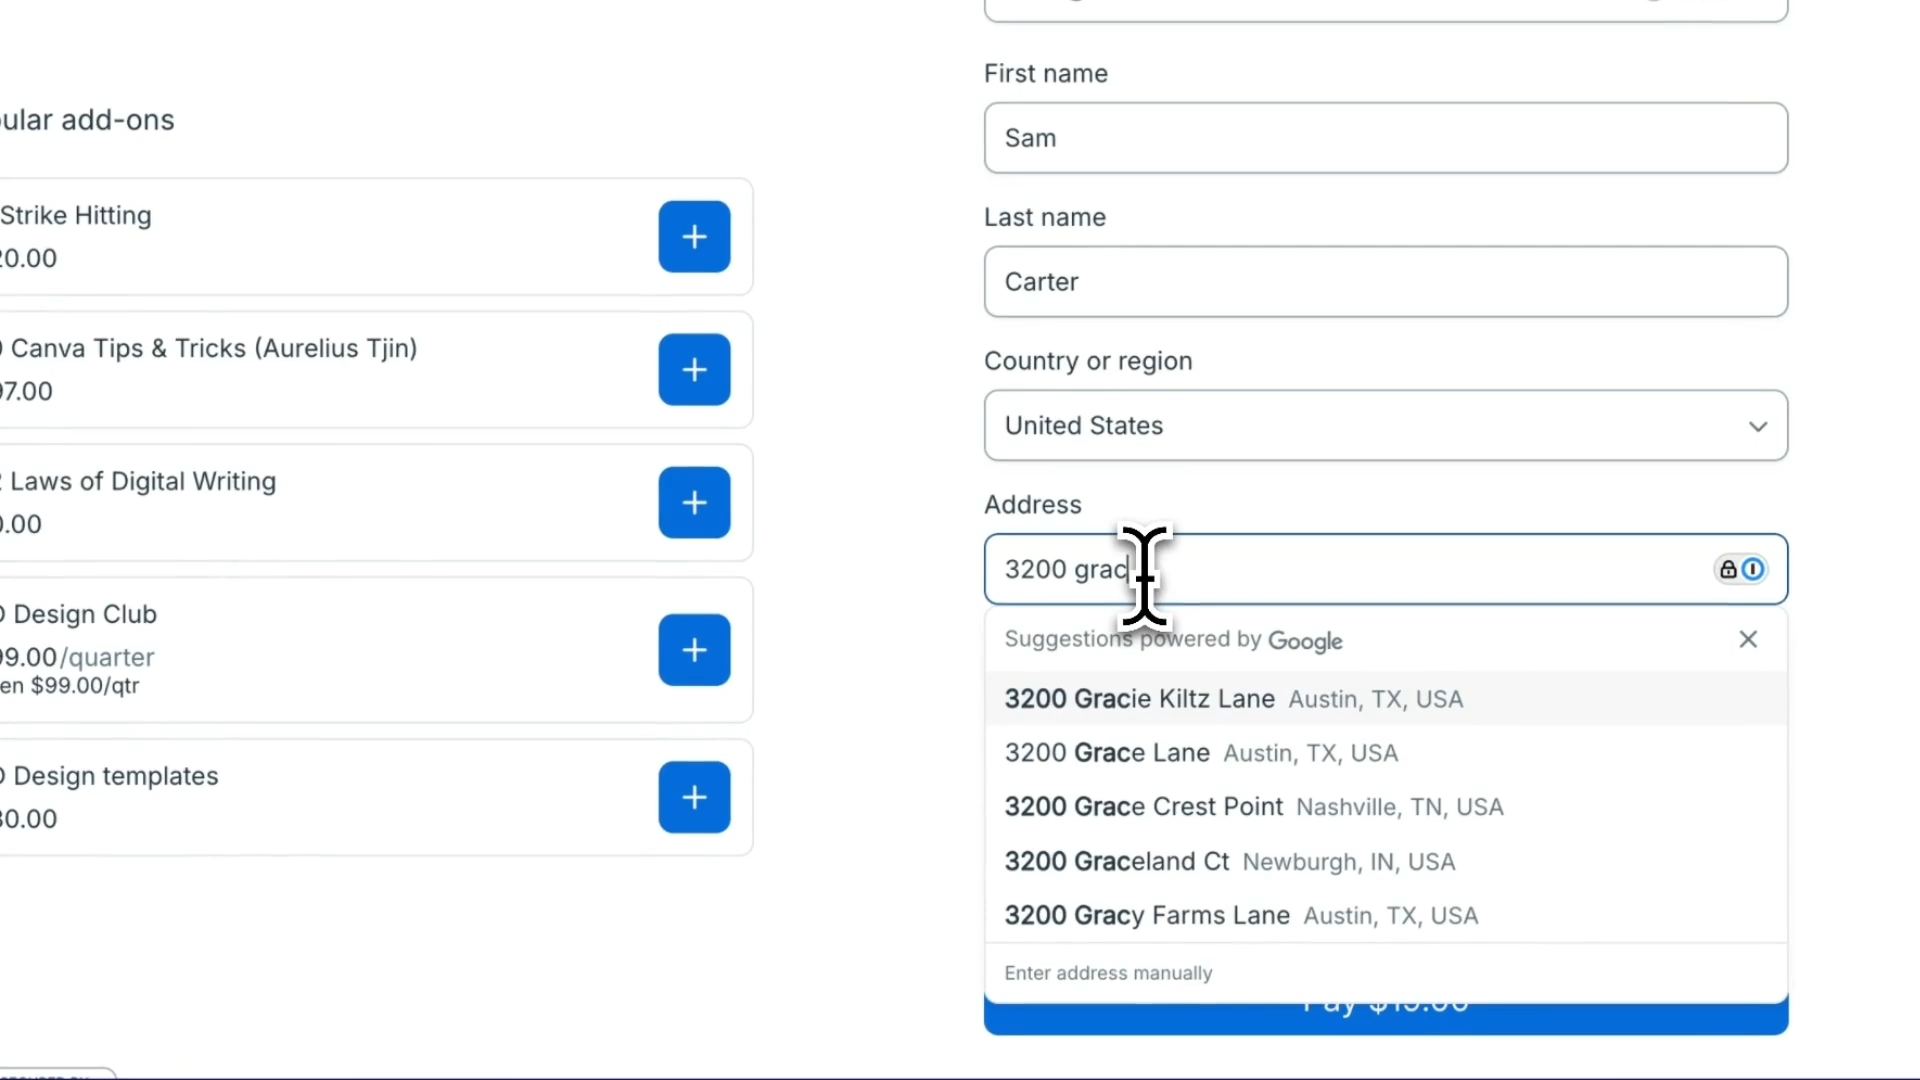 ular add-ons
Strike Hitting
20.00
Canva Tips & Tricks (Aurelius Tjin)
97.00
Laws of Digital Writing
0.00
Design Club
99.00/quarter
en $99.00/qtr
Design templates
30.00
First name
Sam
Last name
Carter
Country or region
United States
Address
3200 grac
Suggestions powered by Google
3200 Gracie Kiltz Lane Austin, TX, USA
3200 Grace Lane Austin, TX, USA
3200 Grace Crest Point Nashville, TN, USA
3200 Graceland Ct Newburgh, IN, USA
3200 Gracy Farms Lane Austin, TX, USA
Enter address manually
Pay